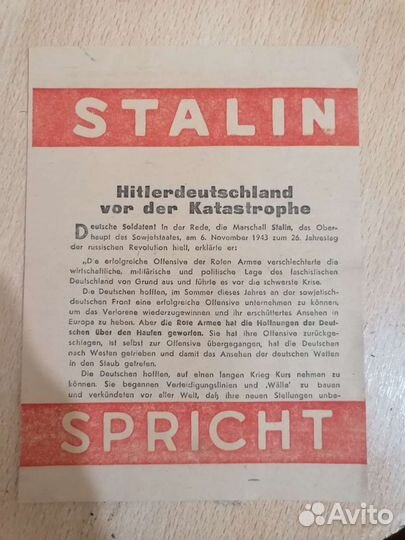 STALIN
Hitlerdeutschland
vor der Katastrophe
Deutsche Soldaten! In der Rede, die Marschall Stalin, das Ober-
haupt des Sowjetstaates, am 6. November 1943 zum 26. Jahrestag
der russischen Revolution hielt, erklärte er:
„Die erfolgreiche Offensive der Roten Armee verschlechterte die
wirtschaftliche, militärische und politische Lage des faschistischen
Deutschland von Grund aus und führte es vor die schwerste Krise.
Die Deutschen hofften, im Sommer dieses Jahres an der sowjetisch-
deutschen Front eine erfolgreiche Offensive unternehmen zu können,
um das Verlorene wiederzugewinnen und ihr erschüttertes Ansehen in
Europa zu heben. Aber die Rote Armee hat die Hoffnungen der Deut-
schen über den Haufen geworfen. Sie hat ihre Offensive zurückge-
schlagen, ist selbst zur Offensive übergegangen, hat die Deutschen
nach Westen getrieben und damit das Ansehen der deutschen Waffen
in den Staub getreten.
Die Deutschen hofften, auf einen langen Krieg Kurs nehmen zu
können. Sie begannen Verteidigungslinien und ‚Wälle' zu bauen
und verkündeten vor aller Welt, daß ihre neuen Stellungen unbe-
SPRICHT
Avito